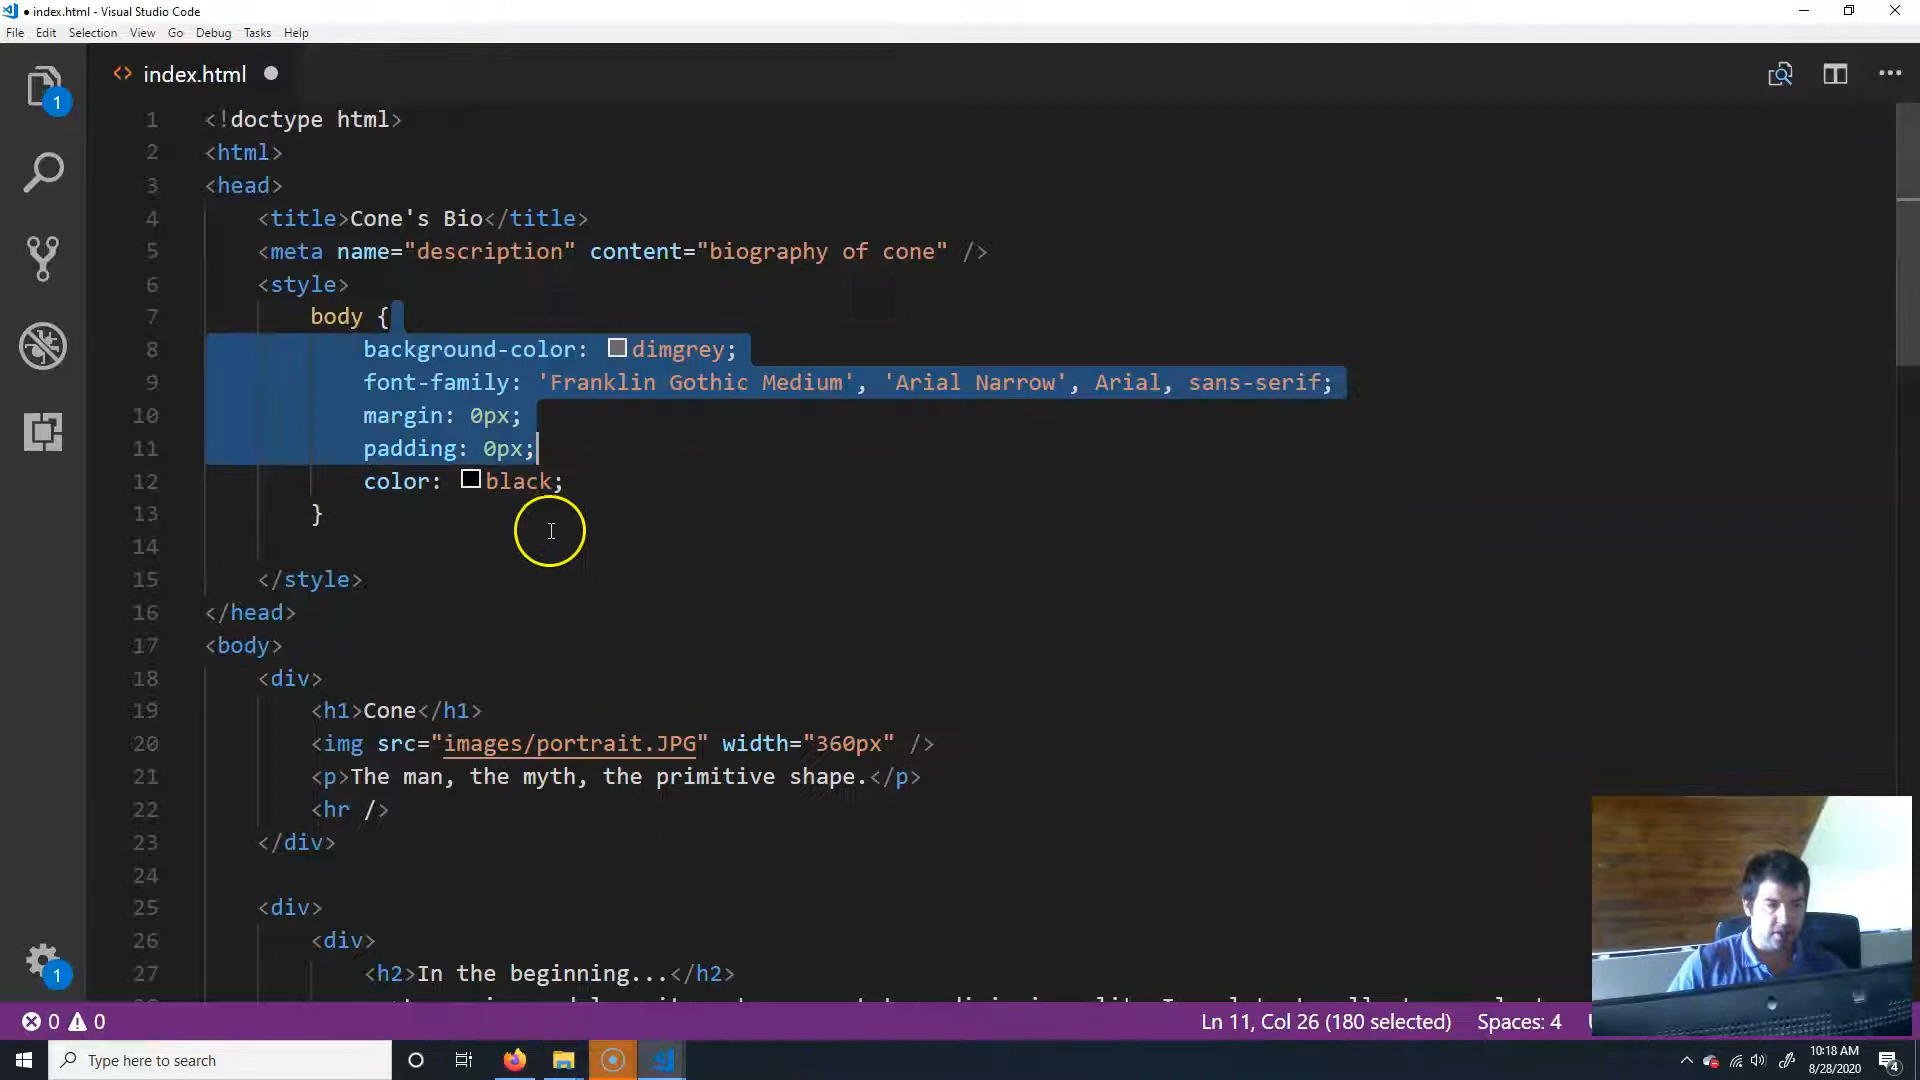 index.html - Visual Studio Code
File Edit Selection View Go Debug Tasks Help
index.html
1 <!doctype html>
2 <html>
3 <head>
4 <title>Cone's Bio</title>
5 <meta name="description" content="biography of cone" />
6 <style>
7 body {
8 background-color: dimgrey;
9 font-family: 'Franklin Gothic Medium', 'Arial Narrow', Arial, sans-serif;
10 margin: 0px;
11 padding: 0px;
12 color: black;
13 }
14
15 </style>
16 </head>
17 <body>
18 <div>
19 <h1>Cone</h1>
20 <img src="images/portrait.JPG" width="360px" />
21 <p>The man, the myth, the primitive shape.</p>
22 <hr />
23 </div>
24
25 <div>
26 <div>
27 <h2>In the beginning...</h2>
1
1
0 0 Ln 11, Col 26 (180 selected) Spaces: 4
Type here to search
10:18 AM
8/28/2020
4